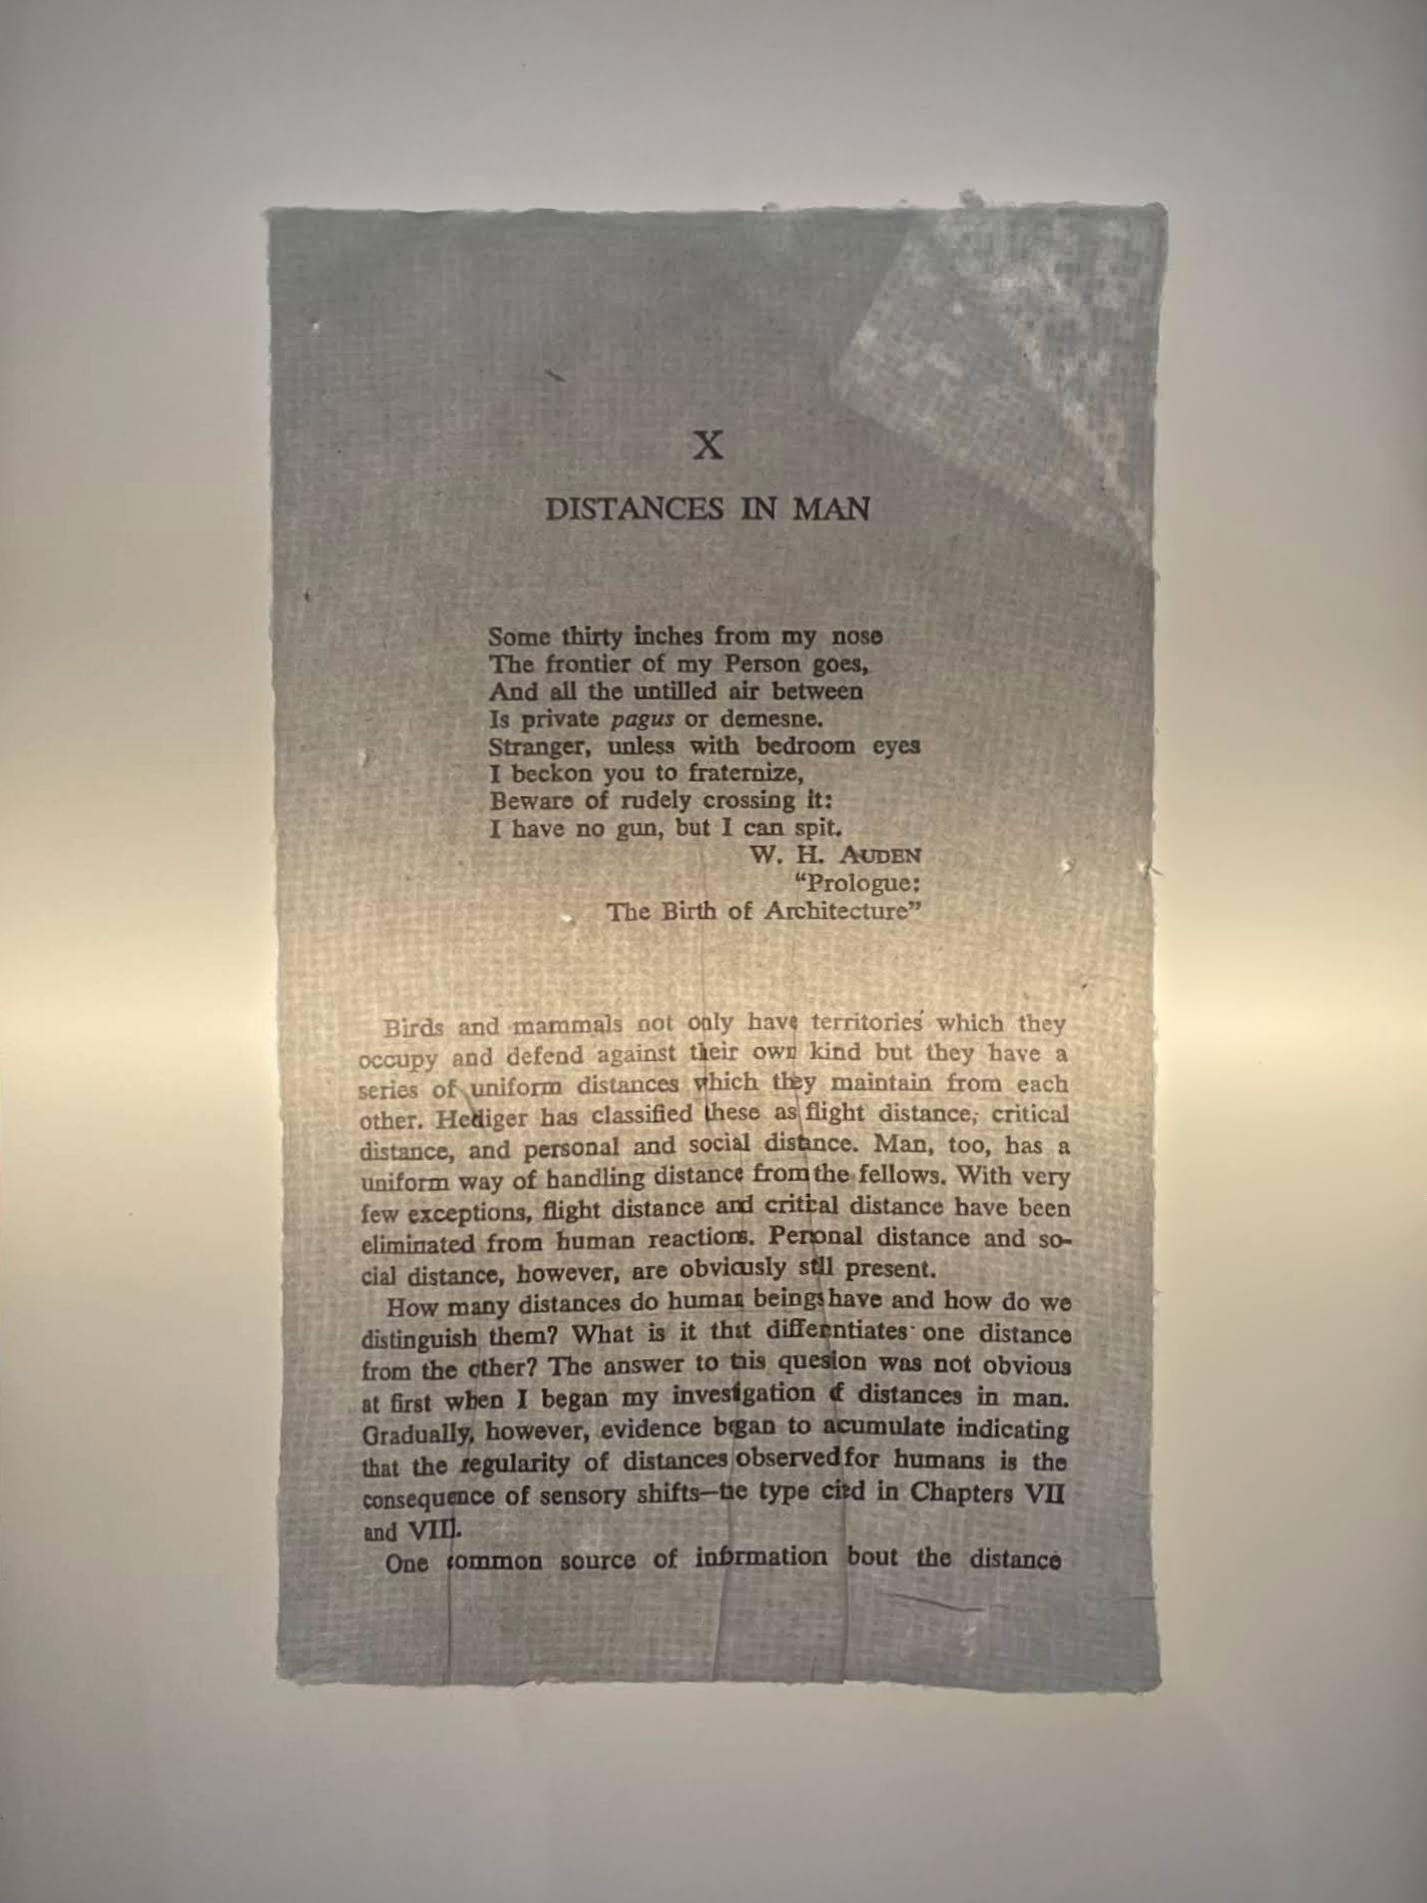 X
DISTANCES IN MAN
Some thirty inches from my nose
The frontier of my Person goes,
And all the untilled air between
Is private pagus or demesne.
Stranger, unless with bedroom eyes
I beckon you to fraternize,
Beware of rudely crossing it:
I have no gun, but I can spit.
W. H. AUDEN
“Prologue:
The Birth of Architecture”
Birds and mammals not only have territories which they
occupy and defend against their own kind but they have a
series of uniform distances which they maintain from each
other. Hediger has classified these as flight distance, critical
distance, and personal and social distance. Man, too, has a
uniform way of handling distance from the fellows. With very
few exceptions, flight distance and critical distance have been
eliminated from human reactions. Personal distance and so-
cial distance, however, are obviously still present.
How many distances do human beings have and how do we
distinguish them? What is it that differentiates one distance
from the other? The answer to this quesion was not obvious
at first when I began my investigation of distances in man.
Gradually, however, evidence began to acumulate indicating
that the regularity of distances observed for humans is the
consequence of sensory shifts—the type cited in Chapters VII
and VIII.
One common source of information bout the distance